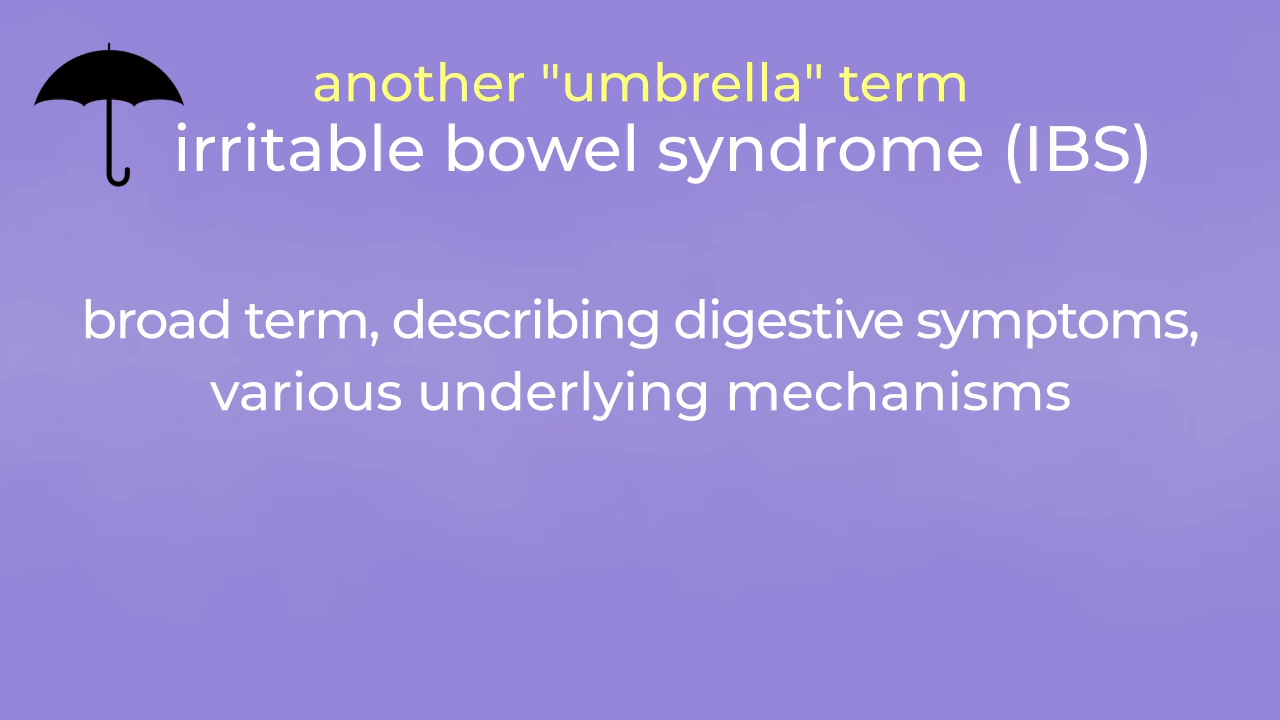 another "umbrella" term
irritable bowel syndrome (IBS)
broad term, describing digestive symptoms,
various underlying mechanisms